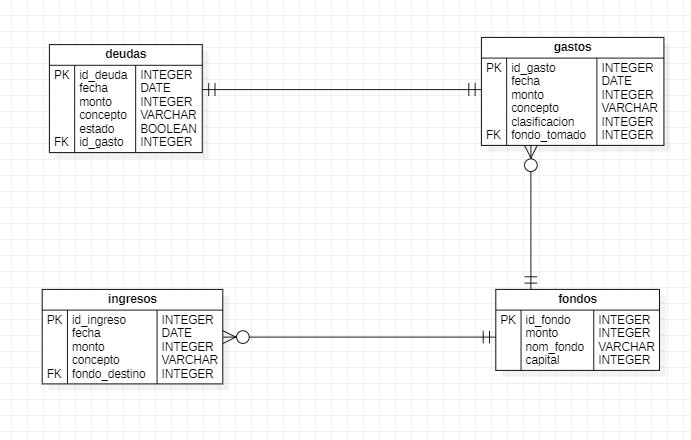 deudas
PK id_deuda INTEGER
fecha DATE
monto INTEGER
concepto VARCHAR
estado BOOLEAN
FK id_gasto INTEGER
gastos
PK id_gasto INTEGER
fecha DATE
monto INTEGER
concepto VARCHAR
clasificacion INTEGER
FK fondo_tomado INTEGER
ingresos
PK id_ingreso INTEGER
fecha DATE
monto INTEGER
concepto VARCHAR
FK fondo_destino INTEGER
fondos
PK id_fondo INTEGER
monto INTEGER
nom_fondo VARCHAR
capital INTEGER